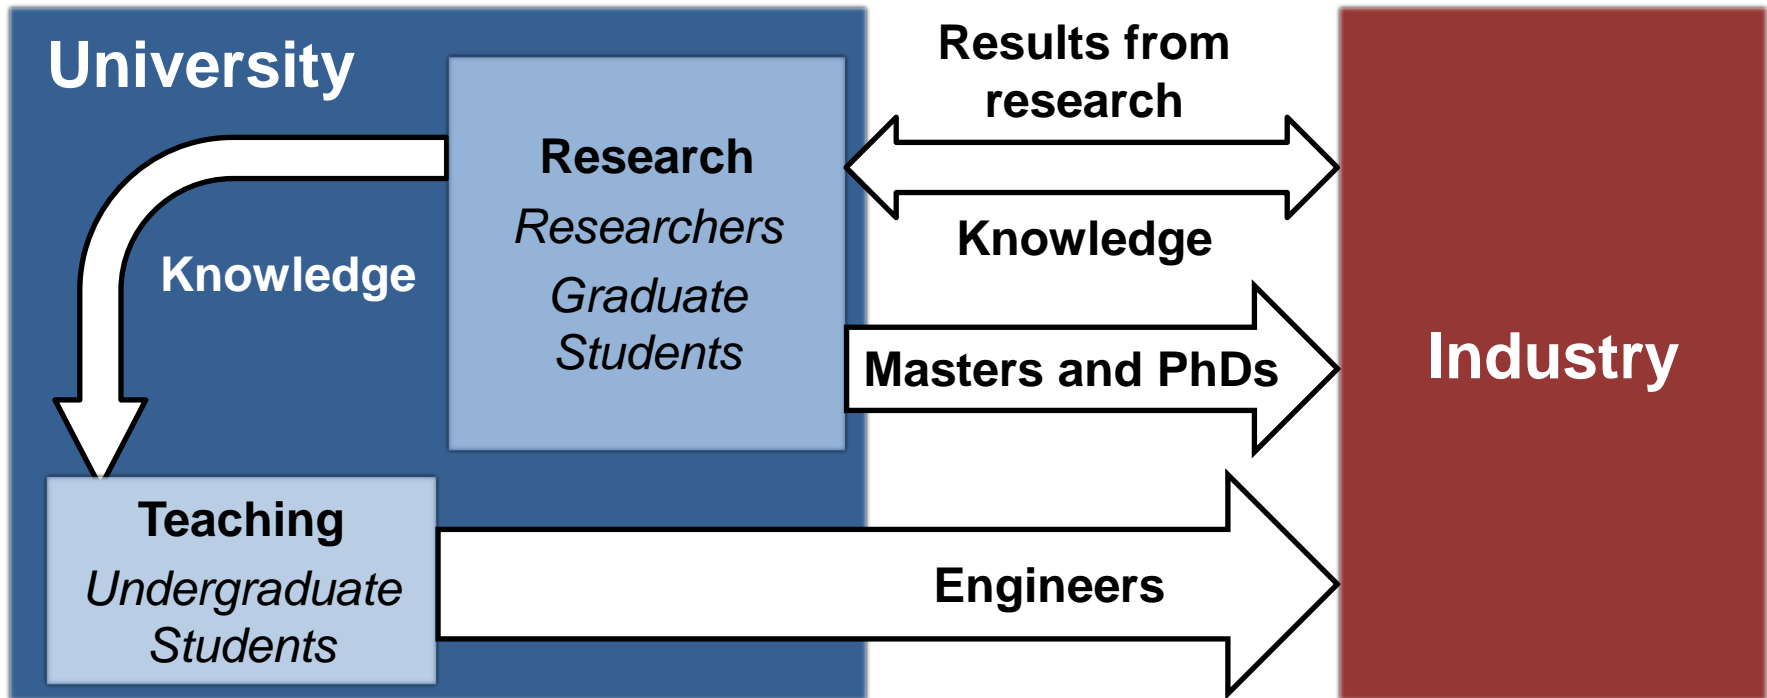 University
Research
Researchers
Graduate
Students
Knowledge
Teaching
Undergraduate
Students
Results from
research
Knowledge
Masters and PhDs
Engineers
Industry